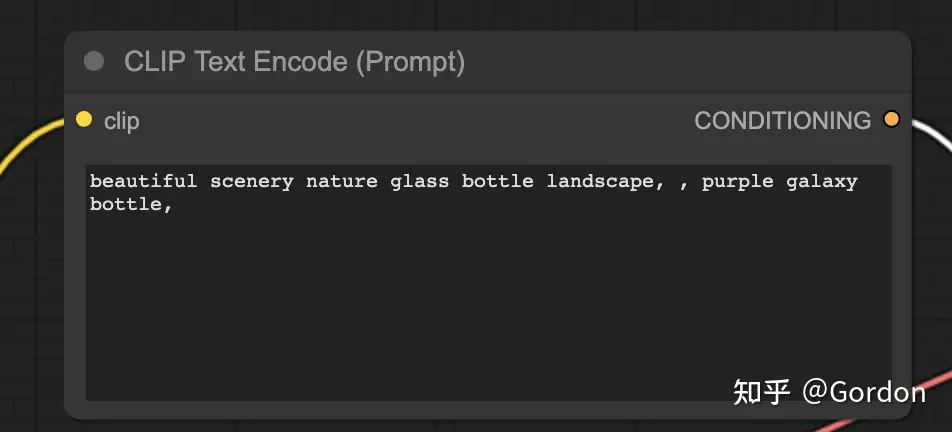 CLIP Text Encode (Prompt)
clip
CONDITIONING
beautiful scenery nature glass bottle landscape, , purple galaxy
bottle,
知乎 @Gordon